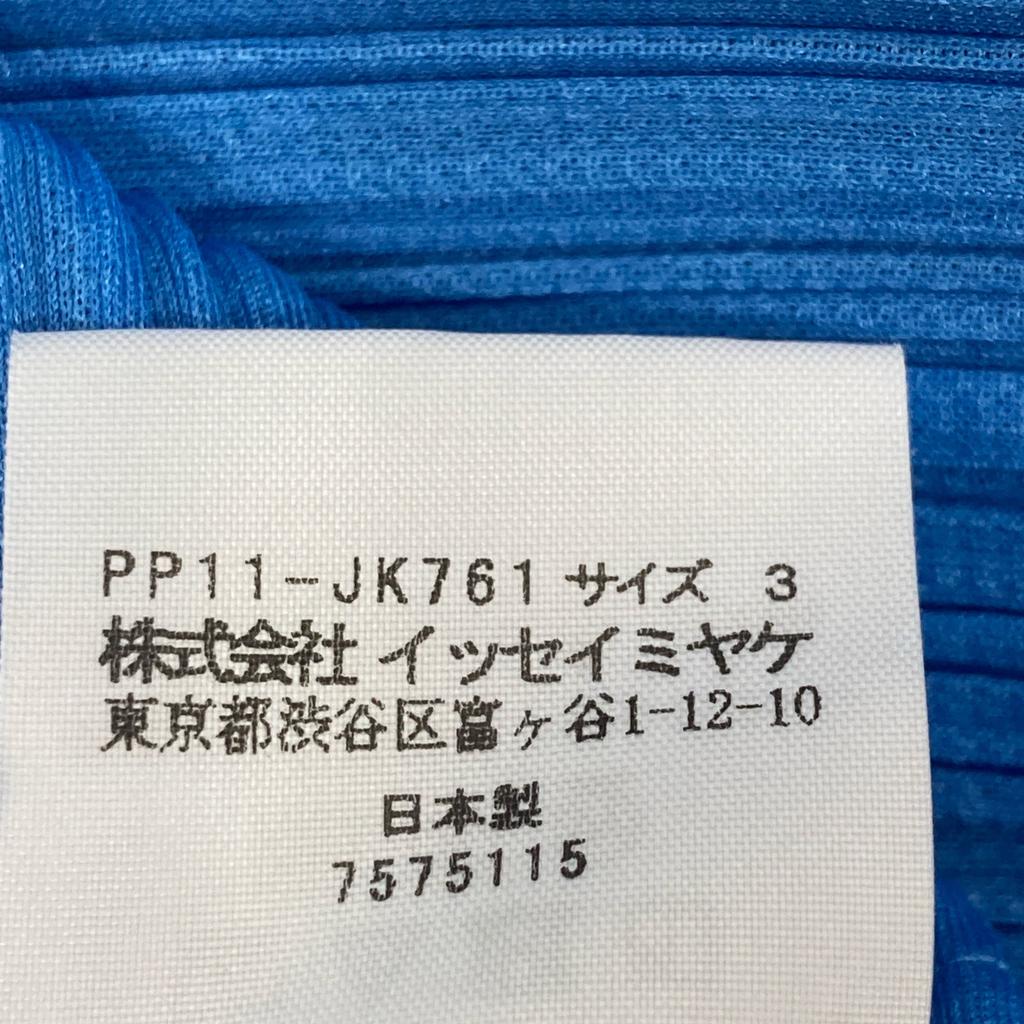 PP11-JK761 サイズ 3
株式会社 イッセイミヤケ
東京都渋谷区富ヶ谷1-12-10
日本製
7575115